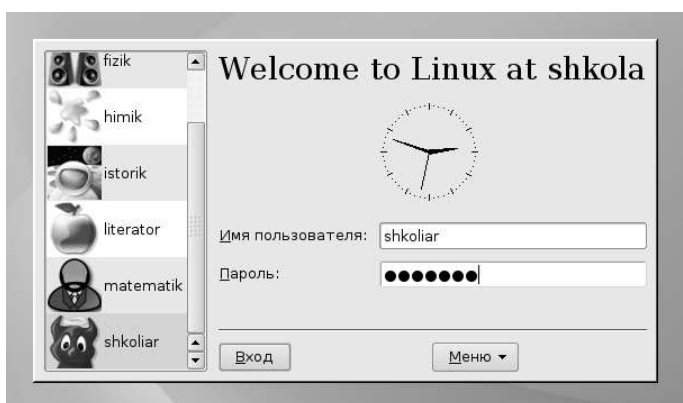 fizik
himik
istorik
literator
matematik
shkoliar
Welcome to Linux at shkola
Имя пользователя: shkoliar
Пароль: ●●●●●●●
Вход
Меню